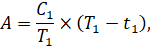 A = C₁/T₁ × (T₁ − t₁),